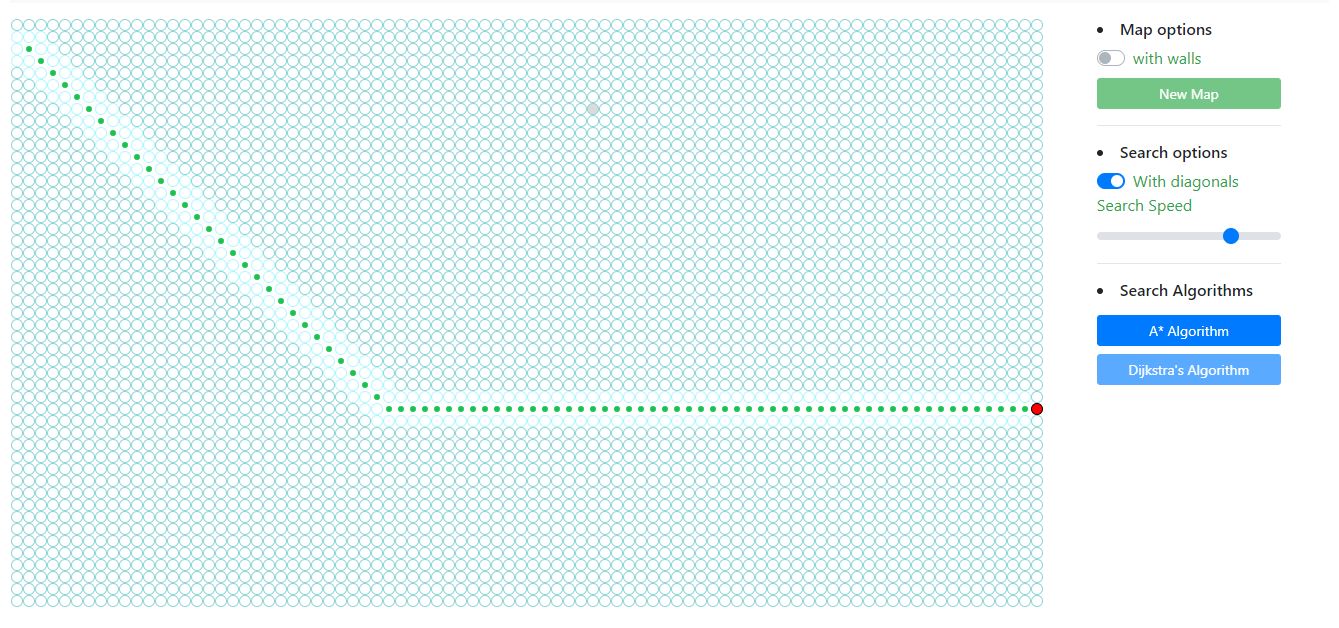 Map options
with walls
New Map
Search options
With diagonals
Search Speed
Search Algorithms
A* Algorithm
Dijkstra's Algorithm